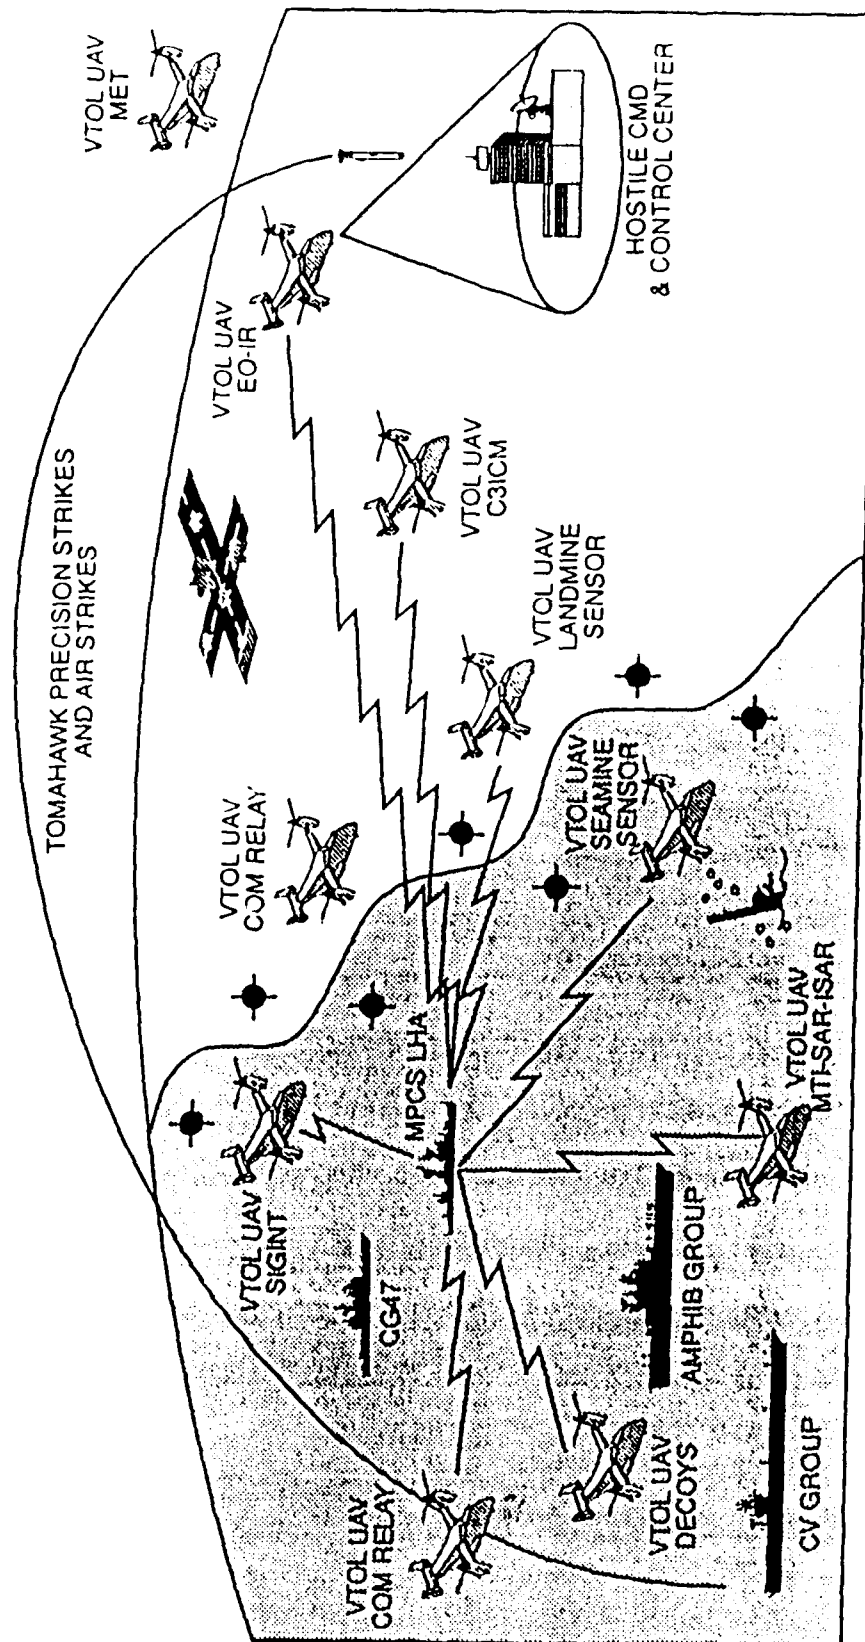 TOMAHAWK PRECISION STRIKES
AND AIR STRIKES
VTOL UAV
MET
VTOL UAV
EO-IR
HOSTILE CMD
& CONTROL CENTER
VTOL UAV
C3ICM
VTOL UAV
LANDMINE
SENSOR
VTOL UAV
COM RELAY
VTOL UAV
SEAMINE
SENSOR
VTOL UAV
SIGINT
MPCS LHA
CG47
VTOL UAV
MTI-SAR-ISAR
AMPHIB GROUP
VTOL UAV
COM RELAY
VTOL UAV
DECOYS
CV GROUP